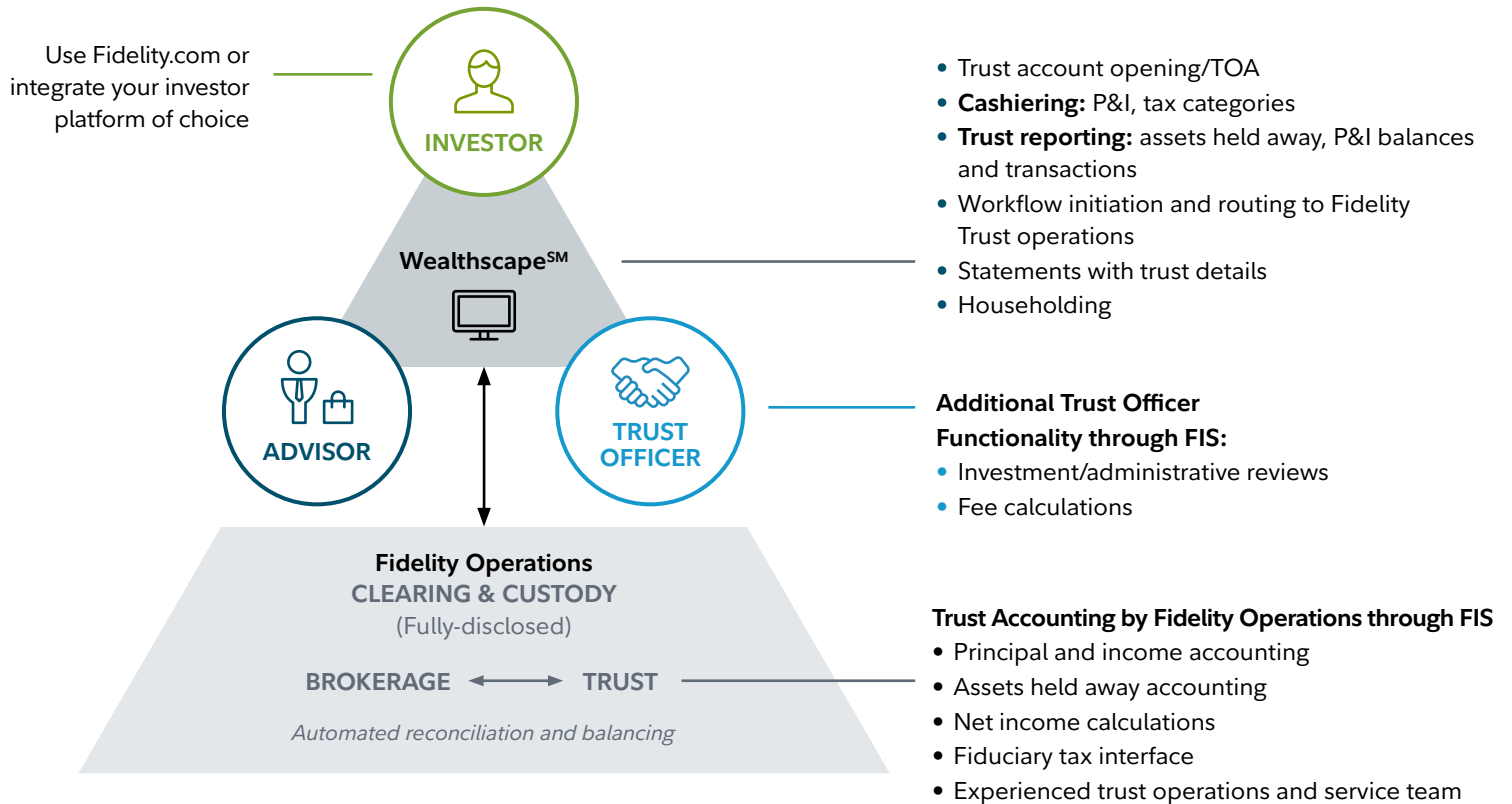 Use Fidelity.com or
integrate your investor
platform of choice
INVESTOR
Wealthscape℠
ADVISOR
TRUST
OFFICER
• Trust account opening/TOA
• Cashiering: P&I, tax categories
• Trust reporting: assets held away, P&I balances
and transactions
• Workflow initiation and routing to Fidelity
Trust operations
• Statements with trust details
• Householding
Additional Trust Officer
Functionality through FIS:
• Investment/administrative reviews
• Fee calculations
Fidelity Operations
CLEARING & CUSTODY
(Fully-disclosed)
BROKERAGE TRUST
Automated reconciliation and balancing
Trust Accounting by Fidelity Operations through FIS
• Principal and income accounting
• Assets held away accounting
• Net income calculations
• Fiduciary tax interface
• Experienced trust operations and service team